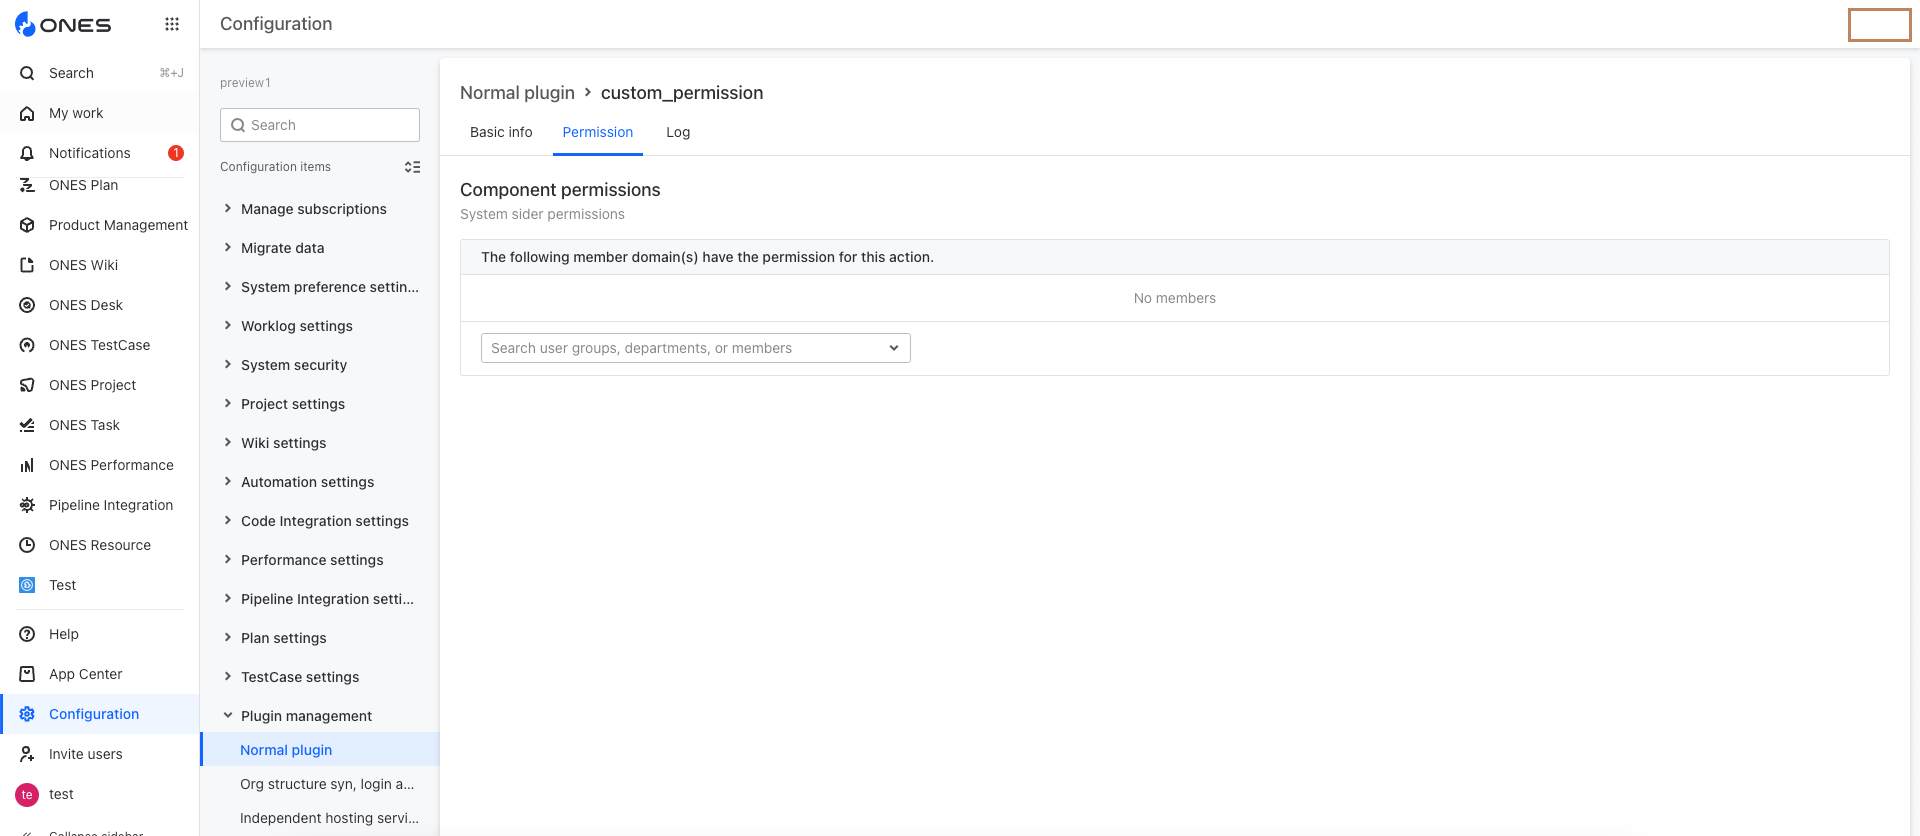 ONES
Configuration
Search ⌘+J
My work
Notifications 1
ONES Plan
Product Management
ONES Wiki
ONES Desk
ONES TestCase
ONES Project
ONES Task
ONES Performance
Pipeline Integration
ONES Resource
Test
Help
App Center
Configuration
Invite users
te test
Collapse sidebar
preview1
Search
Configuration items
Manage subscriptions
Migrate data
System preference settin...
Worklog settings
System security
Project settings
Wiki settings
Automation settings
Code Integration settings
Performance settings
Pipeline Integration setti...
Plan settings
TestCase settings
Plugin management
Normal plugin
Org structure syn, login a...
Independent hosting servi...
Normal plugin > custom_permission
Basic info Permission Log
Component permissions
System sider permissions
The following member domain(s) have the permission for this action.
No members
Search user groups, departments, or members